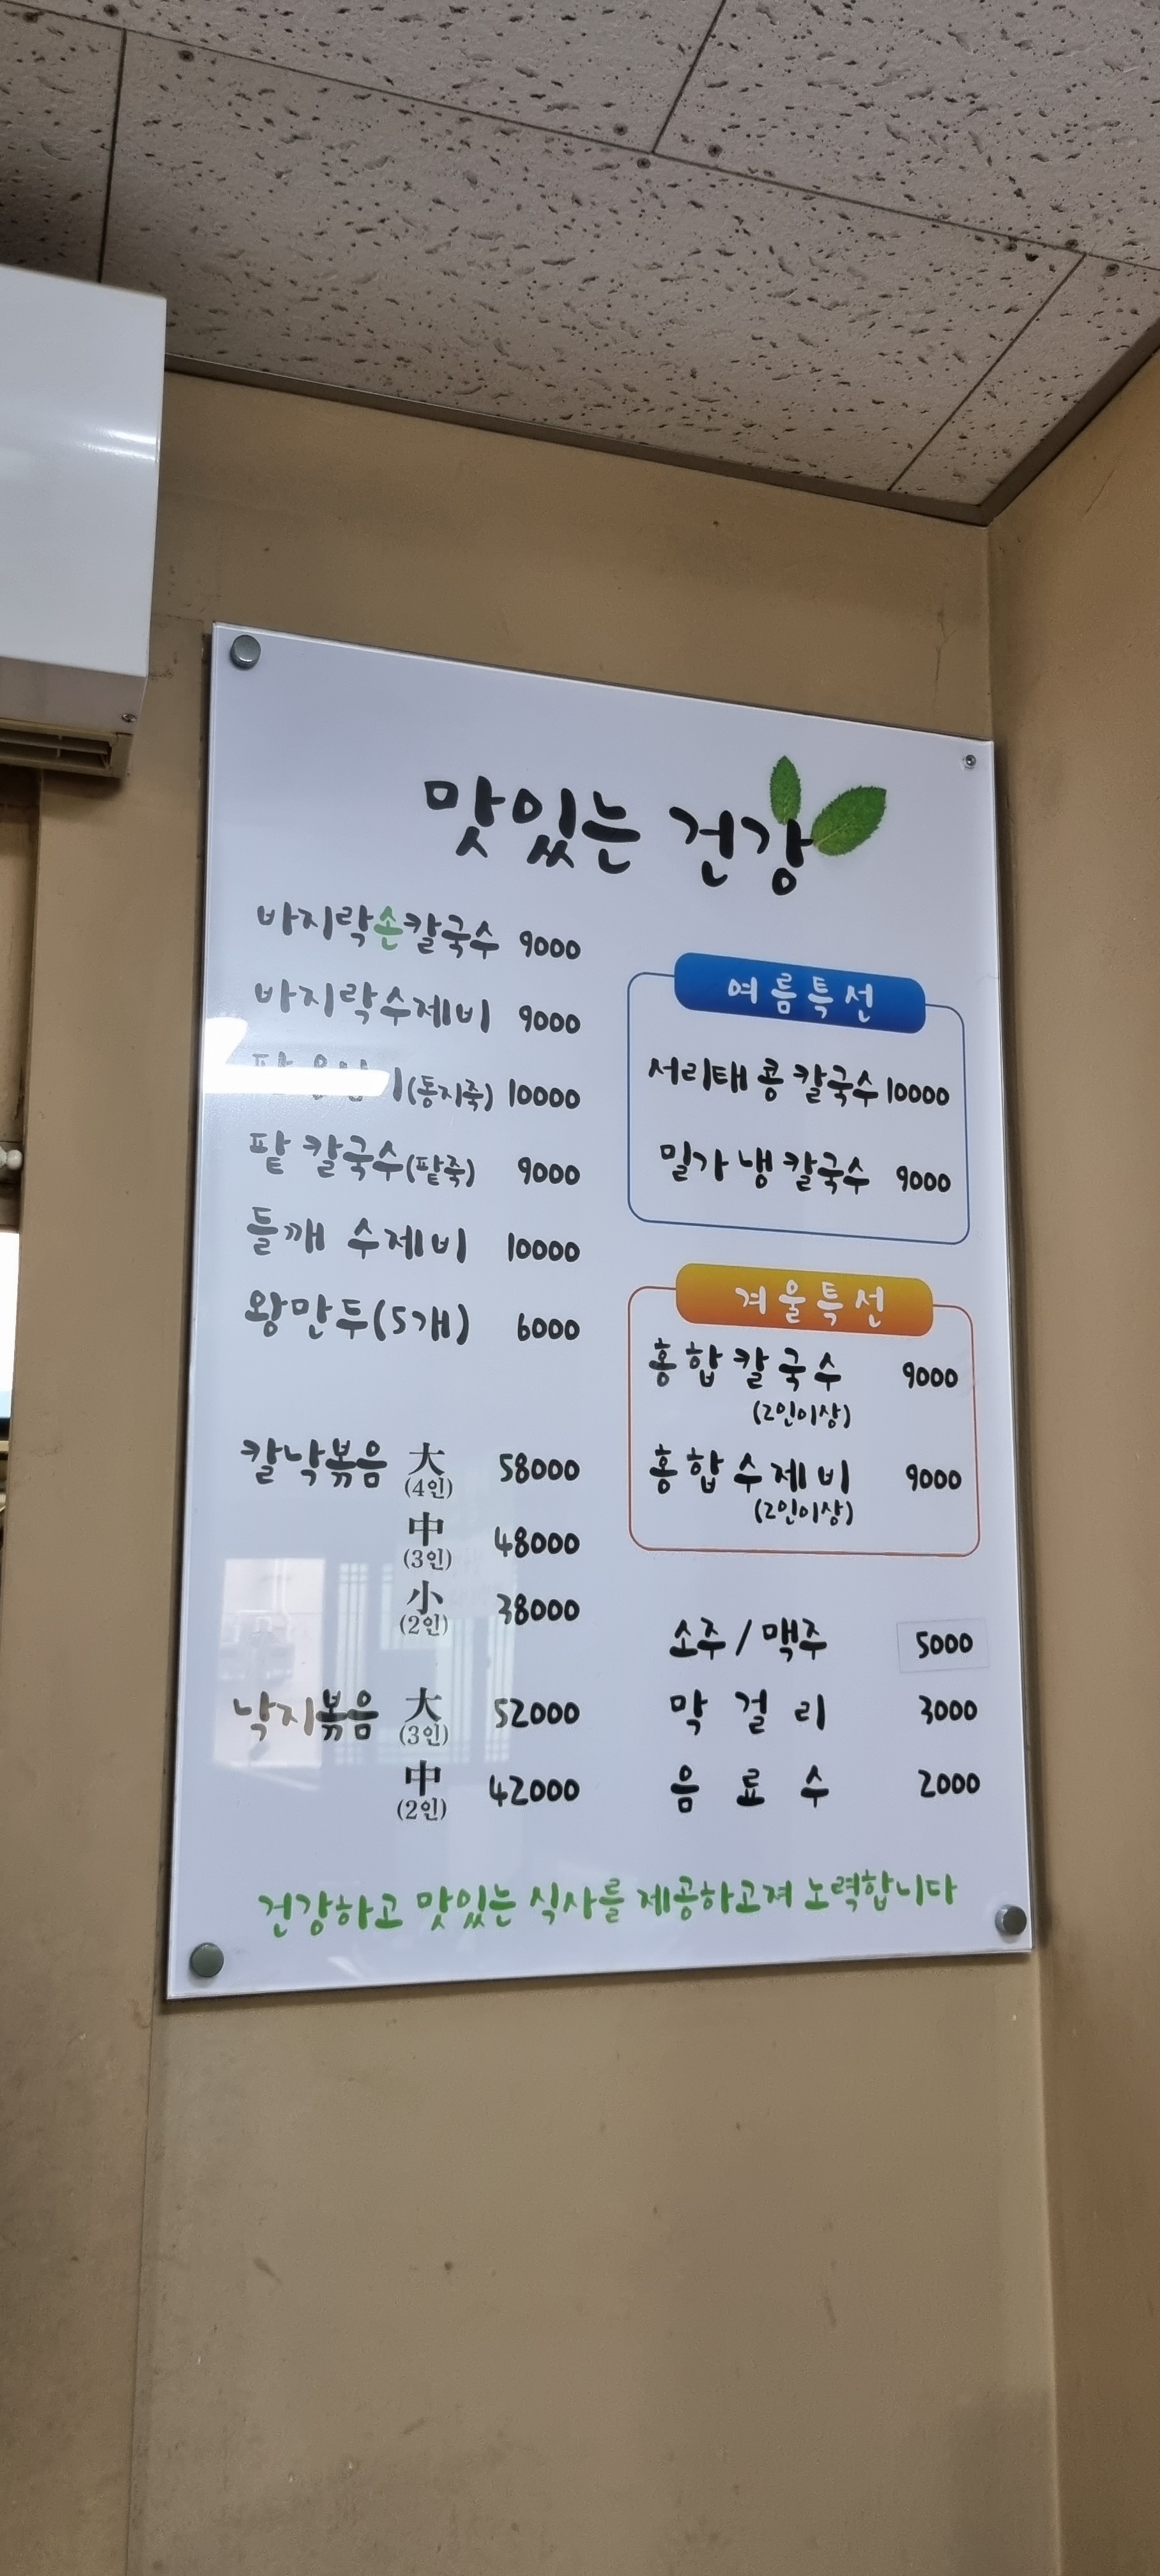 맛있는 건강
바지락손칼국수 9000
바지락수제비 9000
(동지죽) 10000
팥 칼국수(팥죽) 9000
들깨 수제비 10000
왕만두(5개) 6000
칼낙볶음 大 58000
(4인)
中 48000
(3인)
小 38000
(2인)
낙지볶음 大 52000
(3인)
中 42000
(2인)
여름특선
서리태 콩 칼국수 10000
밀가 냉 칼국수 9000
겨울특선
홍합칼국수 9000
(2인이상)
홍합수제비 9000
(2인이상)
소주 / 맥주 5000
막걸리 3000
음료수 2000
건강하고 맛있는 식사를 제공하고져 노력합니다